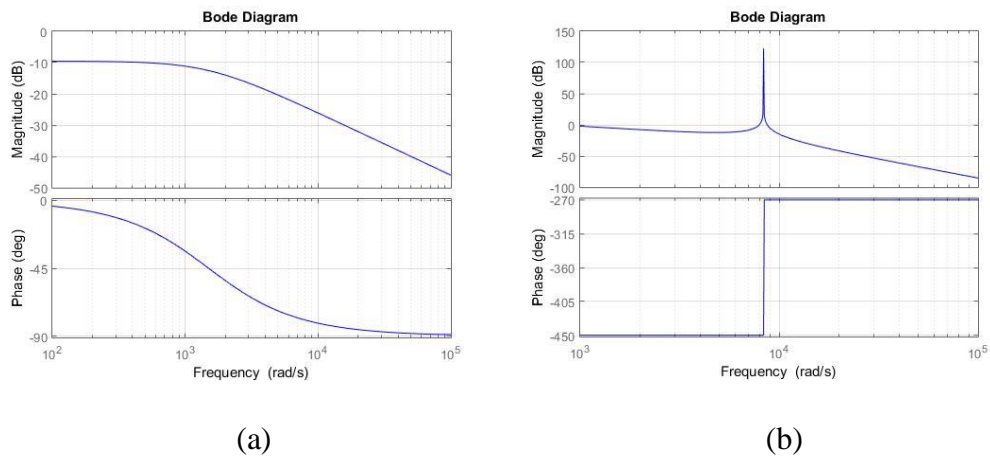 Bode Diagram
Magnitude (dB)
0
-10
-20
-30
-40
-50
Phase (deg)
0
-45
-90
10^2
10^3
10^4
10^5
Frequency (rad/s)
(a)
Bode Diagram
Magnitude (dB)
150
100
50
0
-50
-100
Phase (deg)
-270
-315
-360
-405
-450
10^3
10^4
10^5
Frequency (rad/s)
(b)